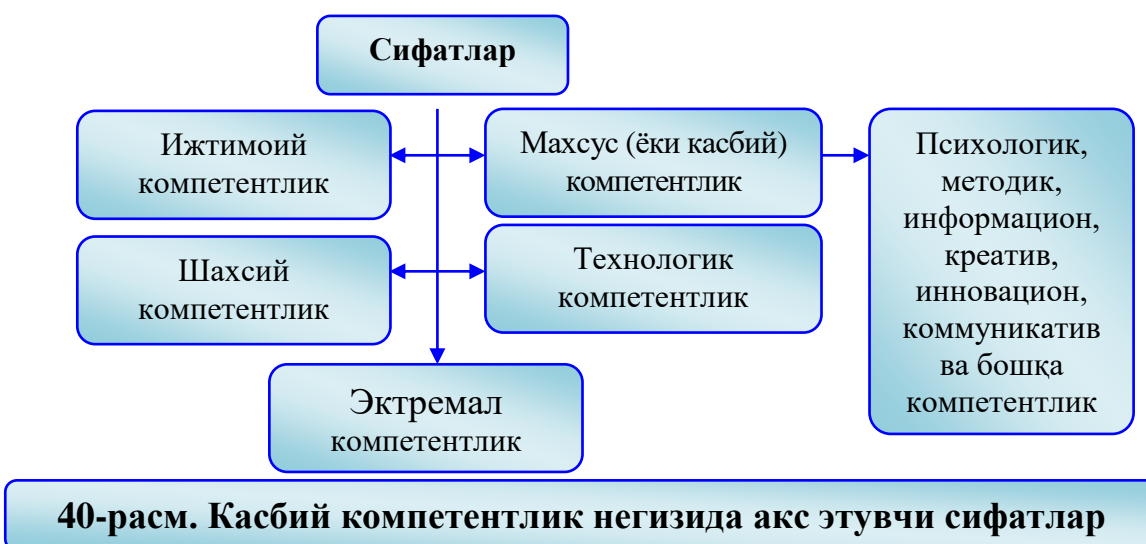 Сифатлар
Ижтимоий
компетентлик
Махсус (ёки касбий)
компетентлик
Психологик,
методик,
информацион,
креатив,
инновацион,
коммуникатив
ва бошқа
компетентлик
Шахсий
компетентлик
Технологик
компетентлик
Эктремал
компетентлик
40-расм. Касбий компетентлик негизида акс этувчи сифатлар